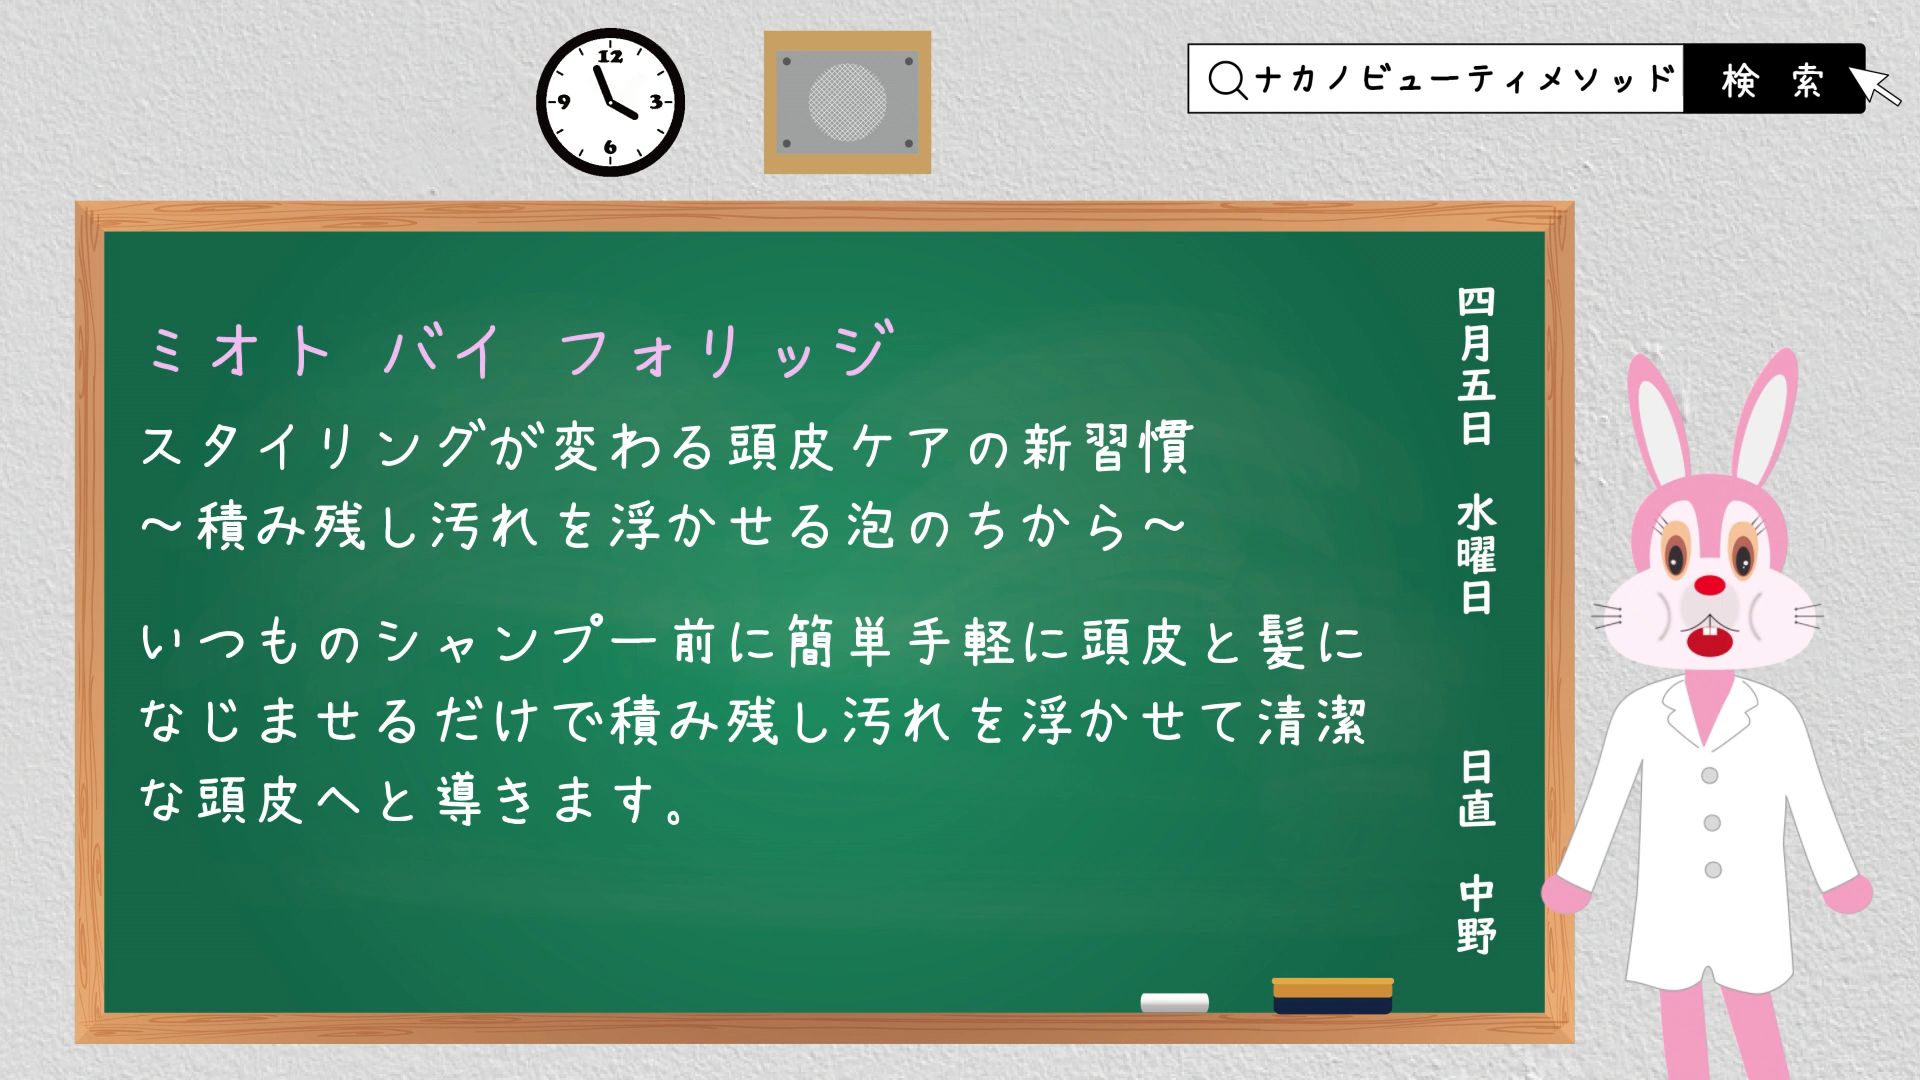 12
9 3
6
ナカノビューティメソッド 検索
ミオト バイ フォリッジ
スタイリングが変わる頭皮ケアの新習慣
～積み残し汚れを浮かせる泡のちから～
いつものシャンプー前に簡単手軽に頭皮と髪に
なじませるだけで積み残し汚れを浮かせて清潔
な頭皮へと導きます。
四月五日 水曜日 日直 中野